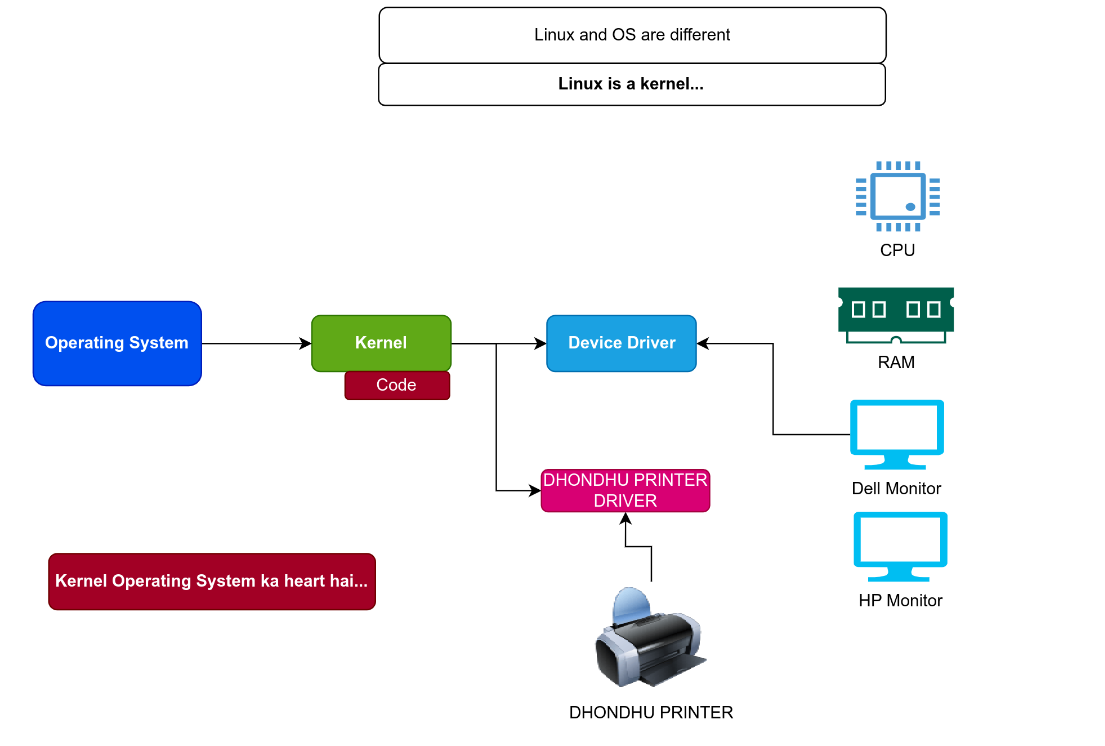 Linux and OS are different
Linux is a kernel...
CPU
RAM
Operating System
Kernel
Code
Device Driver
Dell Monitor
DHONDHU PRINTER
DRIVER
Kernel Operating System ka heart hai...
HP Monitor
DHONDHU PRINTER